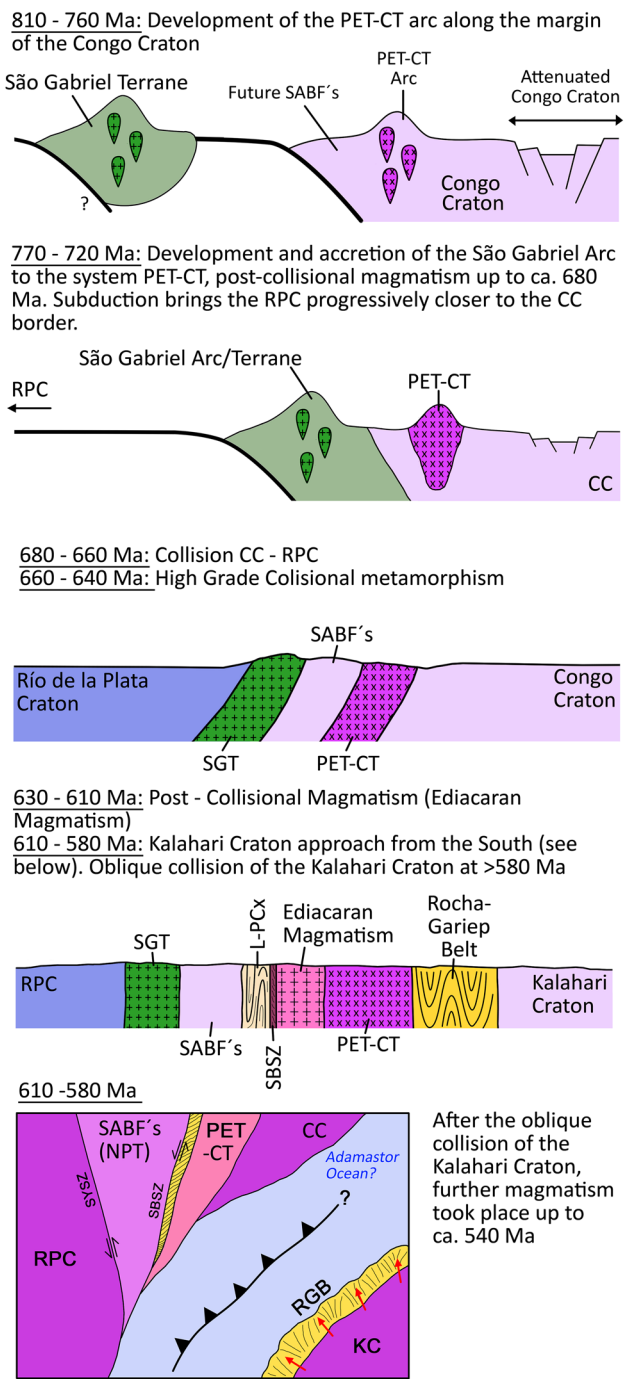 810 - 760 Ma: Development of the PET-CT arc along the margin
of the Congo Craton
São Gabriel Terrane
Future SABF´s
PET-CT
Arc
Attenuated
Congo Craton
?
Congo
Craton
770 - 720 Ma: Development and accretion of the São Gabriel Arc
to the system PET-CT, post-collisional magmatism up to ca. 680
Ma. Subduction brings the RPC progressively closer to the CC
border.
São Gabriel Arc/Terrane
RPC
PET-CT
CC
680 - 660 Ma: Collision CC - RPC
660 - 640 Ma: High Grade Colisional metamorphism
SABF´s
Río de la Plata
Craton
Congo
Craton
SGT
PET-CT
630 - 610 Ma: Post - Collisional Magmatism (Ediacaran
Magmatism)
610 - 580 Ma: Kalahari Craton approach from the South (see
below). Oblique collision of the Kalahari Craton at >580 Ma
SGT
L-PCx
Ediacaran
Magmatism
Rocha-
Gariep
Belt
RPC
Kalahari
Craton
SABF´s
SBSZ
PET-CT
610 -580 Ma
SABF´s
(NPT)
PET
-CT
CC
Adamastor
Ocean?
SYSZ
SBSZ
?
RPC
RGB
KC
After the oblique
collision of the
Kalahari Craton,
further magmatism
took place up to
ca. 540 Ma